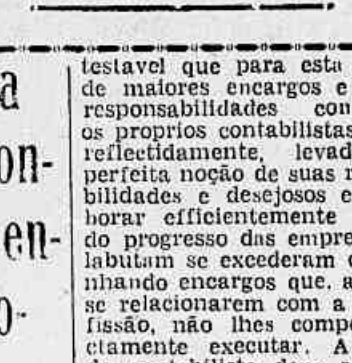 a
on-
en-
o-
testavel que para esta
de maiores encargos e
responsabilidades con
os proprios contabilistas
reflectidamente, levad
perfeita noção de suas r
bilidades e desejosos e
borar efficientemente
do progresso das empre
labutam se excederam
nhando encargos que, a
se relacionarem com a
fissão, não lhes compe
ctamente executar. A